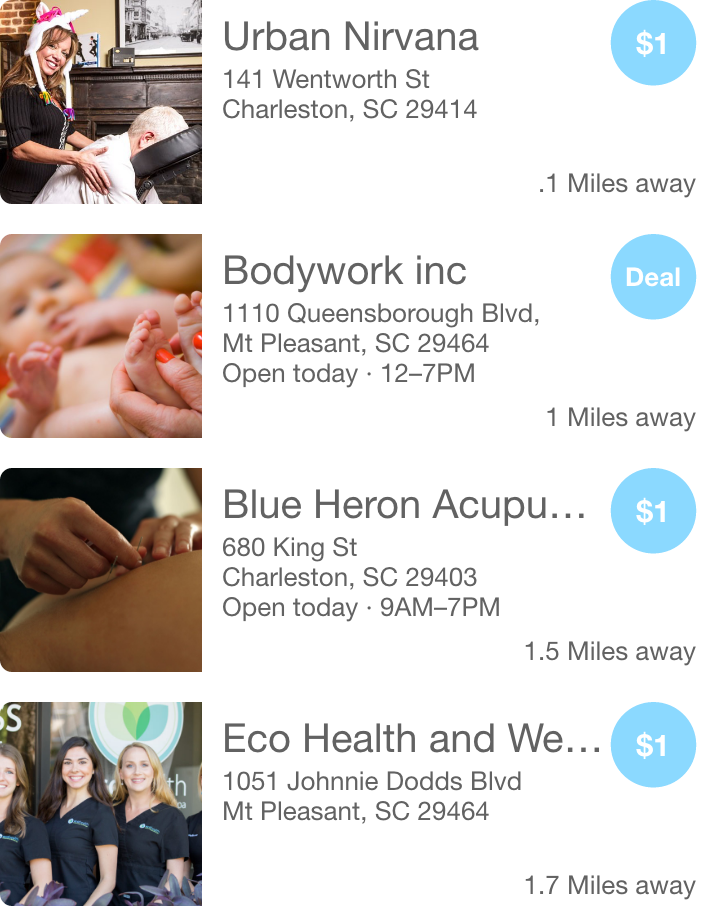 Urban Nirvana
$1
141 Wentworth St
Charleston, SC 29414
.1 Miles away
Bodywork inc
Deal
1110 Queensborough Blvd,
Mt Pleasant, SC 29464
Open today · 12–7PM
1 Miles away
Blue Heron Acupu...
$1
680 King St
Charleston, SC 29403
Open today · 9AM–7PM
1.5 Miles away
Eco Health and We...
$1
1051 Johnnie Dodds Blvd
Mt Pleasant, SC 29464
1.7 Miles away